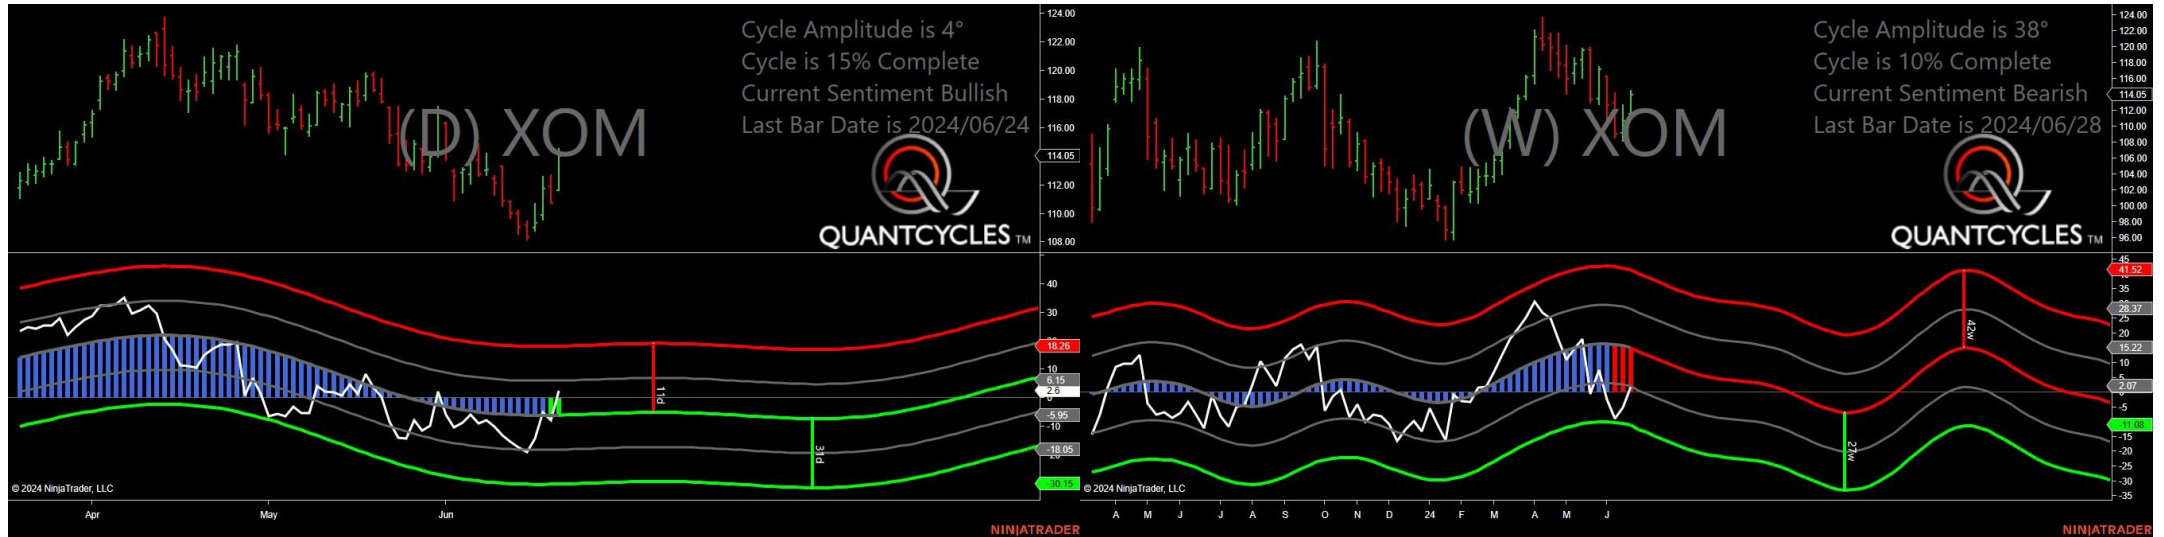 Cycle Amplitude is 4°
Cycle is 15% Complete
Current Sentiment Bullish
Last Bar Date is 2024/06/24
(D) XOM
QUANTCYCLES TM
124.00
122.00
120.00
118.00
116.00
114.05
112.00
110.00
108.00
40
30
18.26
10
6.15
2.6
-5.95
-10
-18.05
-30.15
11d
31d
© 2024 NinjaTrader, LLC
Apr May Jun
NINJATRADER
Cycle Amplitude is 38°
Cycle is 10% Complete
Current Sentiment Bearish
Last Bar Date is 2024/06/28
(W) XOM
QUANTCYCLES TM
124.00
122.00
120.00
118.00
116.00
114.05
112.00
110.00
108.00
106.00
104.00
102.00
100.00
98.00
96.00
45
41.52
35
28.37
25
20
15.22
10
5
2.07
-5
-11.08
-15
-20
-25
-30
-35
42w
27w
© 2024 NinjaTrader, LLC
A M J J A S O N D 24 F M A M J
NINJATRADER